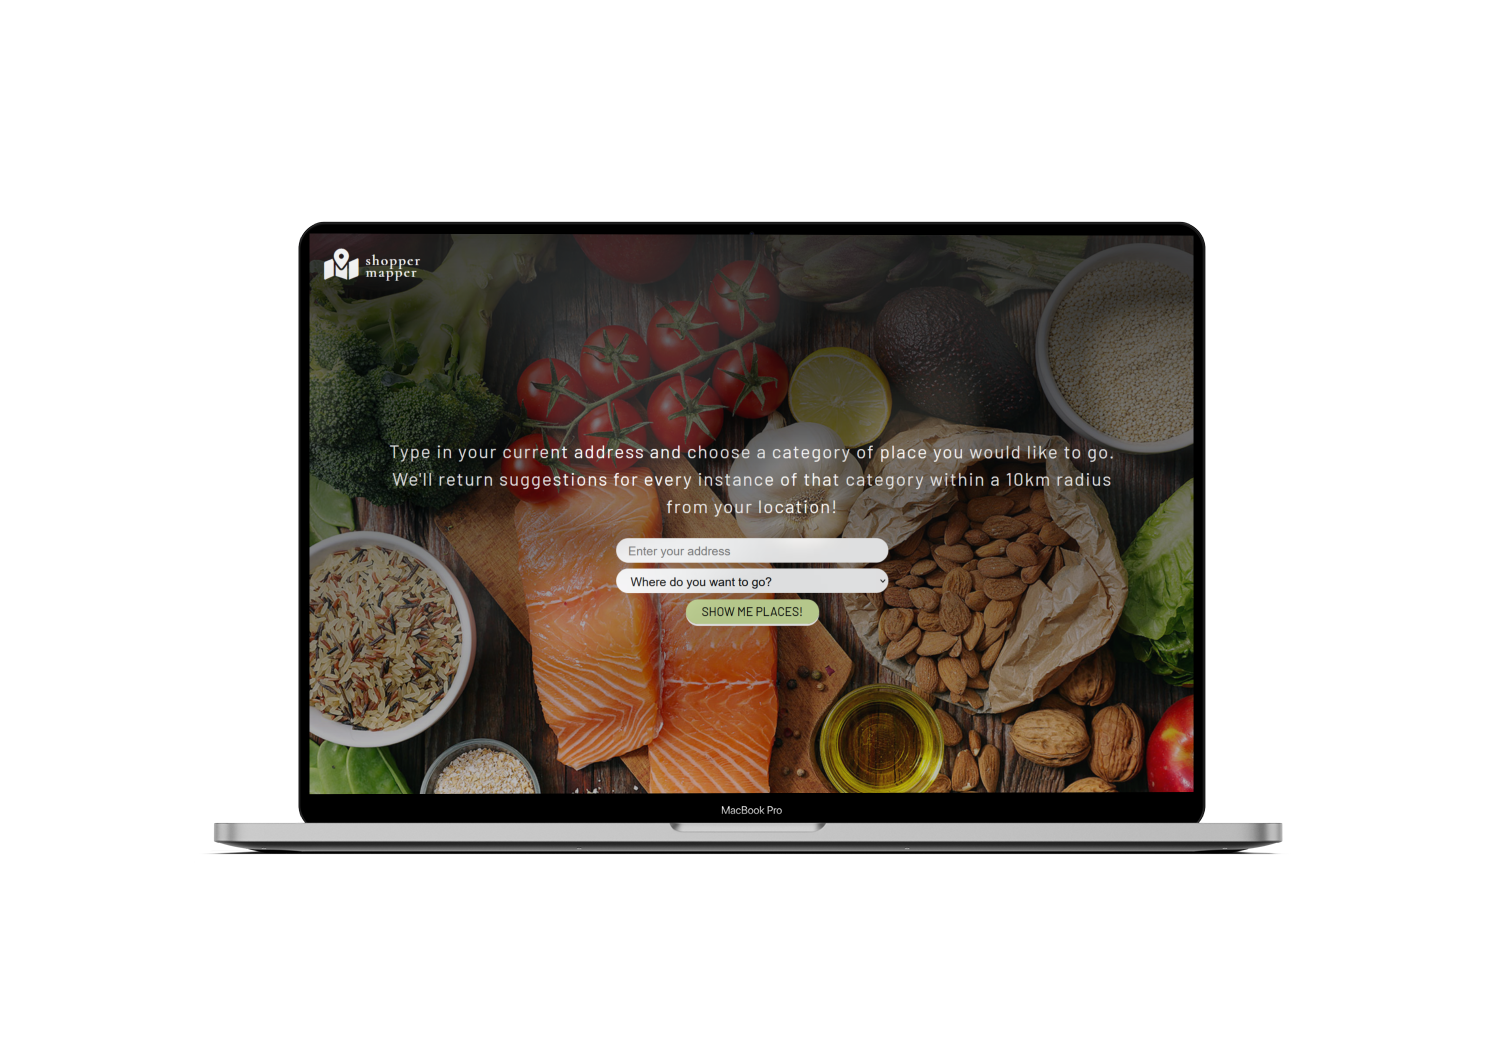 shopper
mapper
Type in your current address and choose a category of place you would like to go.
We'll return suggestions for every instance of that category within a 10km radius
from your location!
Enter your address
Where do you want to go?
SHOW ME PLACES!
MacBook Pro